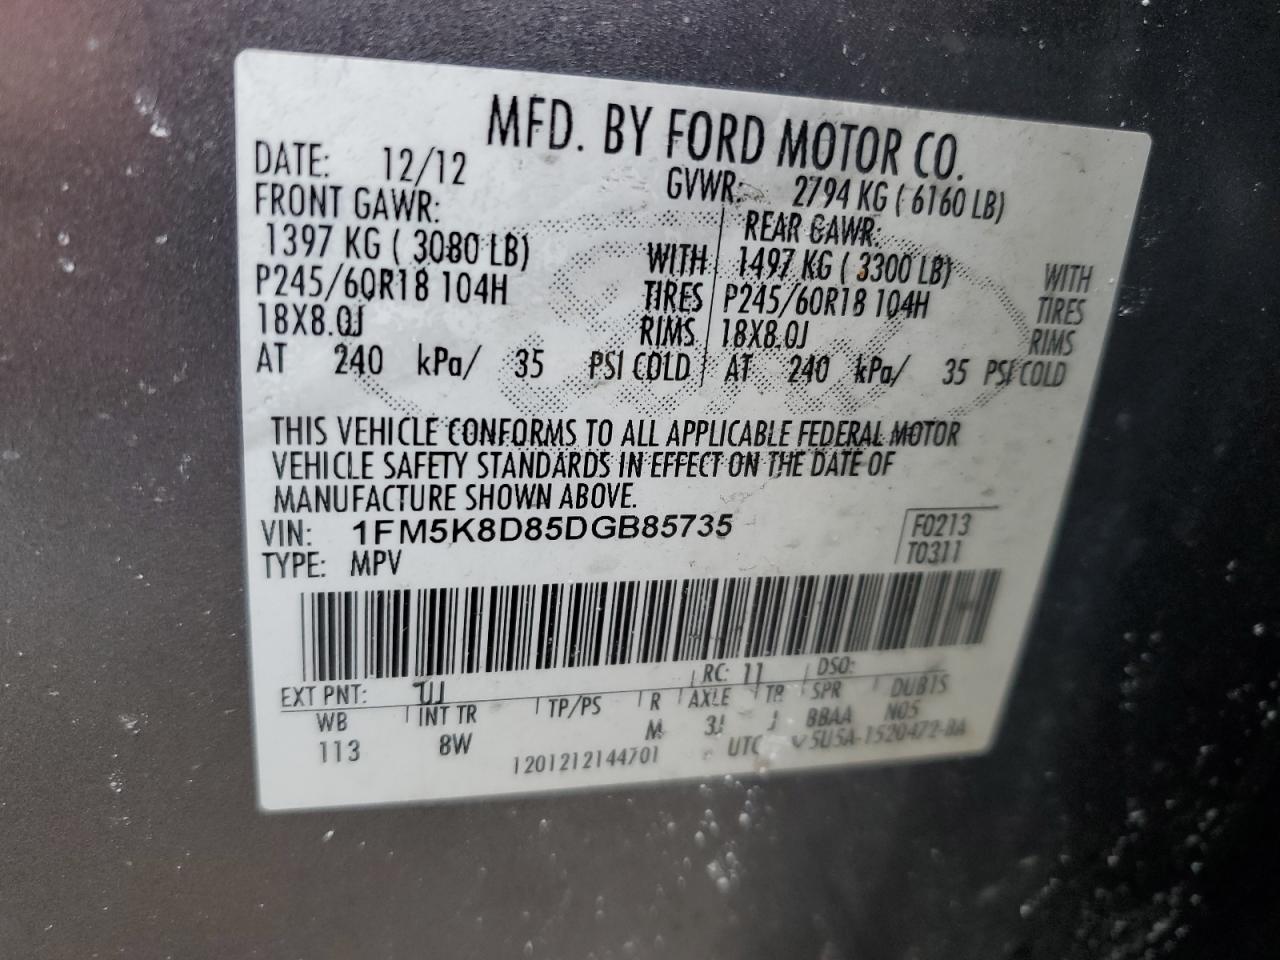 MFD. BY FORD MOTOR CO.
DATE: 12/12 GVWR: 2794 KG ( 6160 LB)
FRONT GAWR: REAR GAWR:
1397 KG ( 3080 LB) WITH 1497 KG ( 3300 LB) WITH
P245/60R18 104H TIRES P245/60R18 104H TIRES
18X8.0J RIMS 18X8.0J RIMS
AT 240 kPa/ 35 PSI COLD AT 240 kPa/ 35 PSI COLD
THIS VEHICLE CONFORMS TO ALL APPLICABLE FEDERAL MOTOR
VEHICLE SAFETY STANDARDS IN EFFECT ON THE DATE OF
MANUFACTURE SHOWN ABOVE.
VIN: 1FM5K8D85DGB85735 F0213
TYPE: MPV T0311
EXT PNT: UJ RC: 11 DSO:
WB INT TR TP/PS R AXLE TR SPR DUB1S
113 8W M BBAA N05
1201212144701 UTC 5U5A-1520472-BA